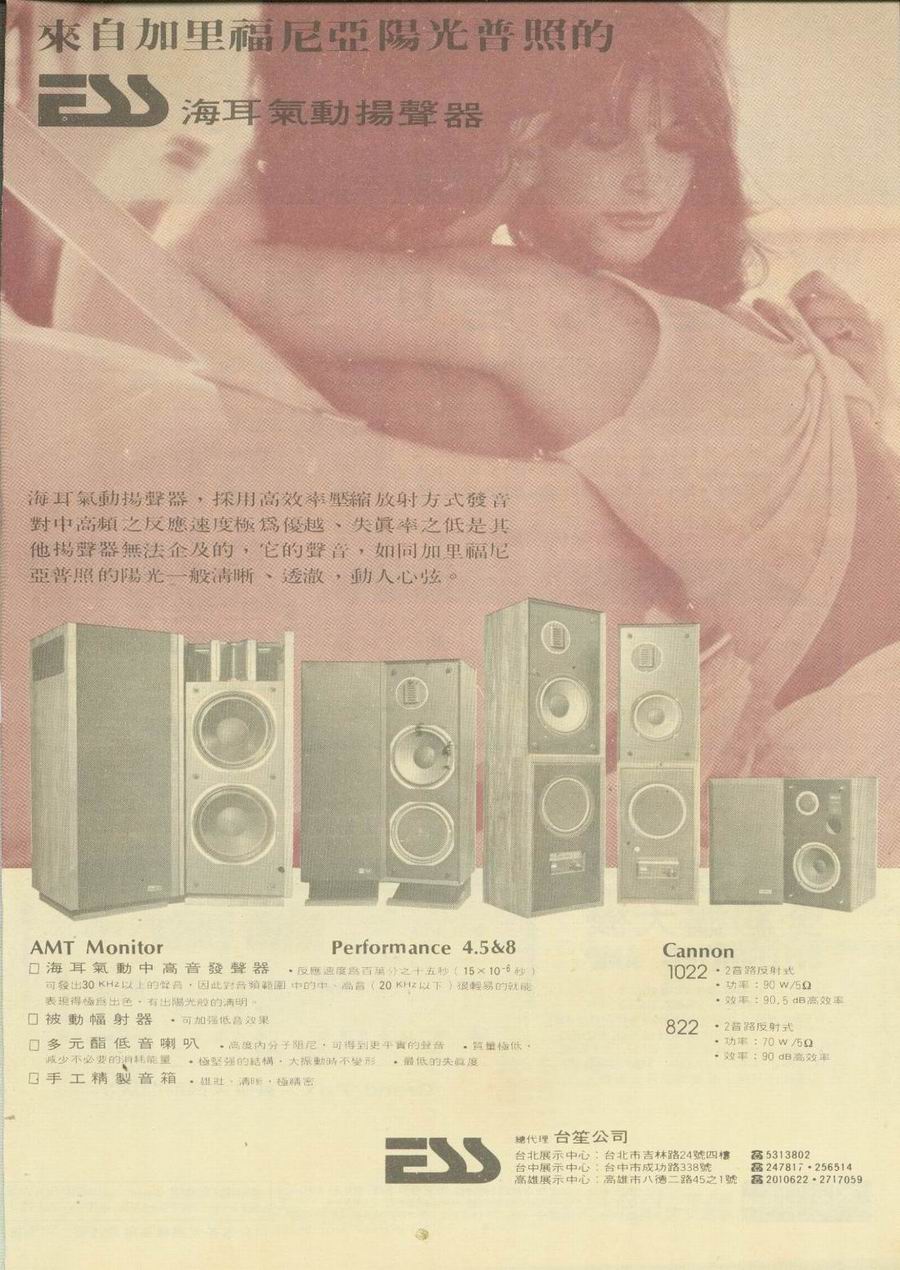 來自加里福尼亞陽光普照的
ESS 海耳氣動揚聲器
海耳氣動揚聲器，採用高效率壓縮放射方式發音
對中高頻之反應速度極爲優越、失眞率之低是其
他揚聲器無法企及的，它的聲音，如同加里福尼
亞普照的陽光一般清晰、透澈，動人心弦。
AMT Monitor
□ 海耳氣動中高音發聲器 •反應速度爲百萬分之十五秒（15×10⁻⁶秒）
可發出30 KHz以上的聲音，因此對音頻範圍中的中、高音（20 KHz以下）很輕易的就能
表現得極爲出色，有出陽光般的清明。
□ 被動幅射器 •可加強低音效果
□ 多元酯低音喇叭 •高度內分子阻尼，可得到更平實的聲音 •質量極低，
減少不必要的消耗能量 •極堅強的結構，大振動時不變形 •最低的失眞度
□ 手工精製音箱 •雄壯、清晰，極精密
Performance 4.5&8
Cannon
1022 •2音路反射式
•功率：90 W/5Ω
•效率：90.5 dB高效率
822 •2音路反射式
•功率：70 W/5Ω
•效率：90 dB高效率
ESS
總代理 台笙公司
台北展示中心：台北市吉林路24號四樓 ☎5313802
台中展示中心：台中市成功路338號 ☎247817•256514
高雄展示中心：高雄市八德二路45之1號 ☎2010622•2717059